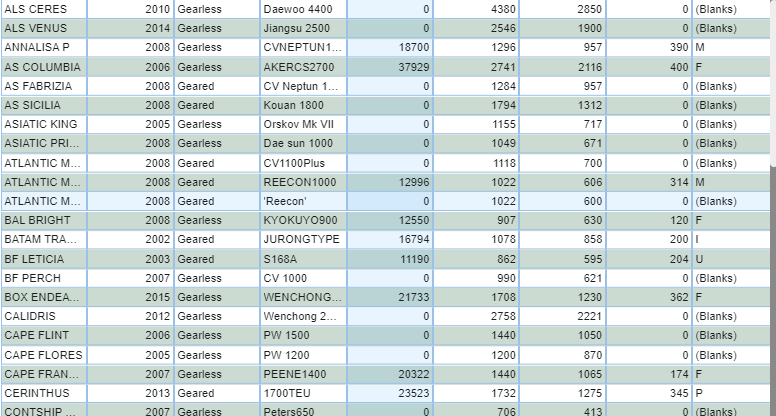 ALS CERES 2010 Gearless Daewoo 4400 0 4380 2850 0 (Blanks)
ALS VENUS 2014 Gearless Jiangsu 2500 0 2546 1900 0 (Blanks)
ANNALISA P 2008 Gearless CVNEPTUN1... 18700 1296 957 390 M
AS COLUMBIA 2006 Gearless AKERCS2700 37929 2741 2116 400 F
AS FABRIZIA 2008 Geared CV Neptun 1... 0 1284 957 0 (Blanks)
AS SICILIA 2008 Geared Kouan 1800 0 1794 1312 0 (Blanks)
ASIATIC KING 2005 Gearless Orskov Mk VII 0 1155 717 0 (Blanks)
ASIATIC PRI... 2008 Gearless Dae sun 1000 0 1049 671 0 (Blanks)
ATLANTIC M... 2008 Geared CV1100Plus 0 1118 700 0 (Blanks)
ATLANTIC M... 2008 Geared REECON1000 12996 1022 606 314 M
ATLANTIC M... 2008 Geared 'Reecon' 0 1022 600 0 (Blanks)
BAL BRIGHT 2008 Gearless KYOKUYO900 12550 907 630 120 F
BATAM TRA... 2002 Geared JURONGTYPE 16794 1078 858 200 I
BF LETICIA 2003 Geared S168A 11190 862 595 204 U
BF PERCH 2007 Gearless CV 1000 0 990 621 0 (Blanks)
BOX ENDEA... 2015 Gearless WENCHONG... 21733 1708 1230 362 F
CALIDRIS 2012 Gearless Wenchong 2... 0 2758 2221 0 (Blanks)
CAPE FLINT 2006 Gearless PW 1500 0 1440 1050 0 (Blanks)
CAPE FLORES 2005 Gearless PW 1200 0 1200 870 0 (Blanks)
CAPE FRAN... 2007 Gearless PEENE1400 20322 1440 1065 174 F
CERINTHUS 2013 Geared 1700TEU 23523 1732 1275 345 P
CONTSHIP ... 2007 Gearless Peters650 0 706 413 0 (Blanks)